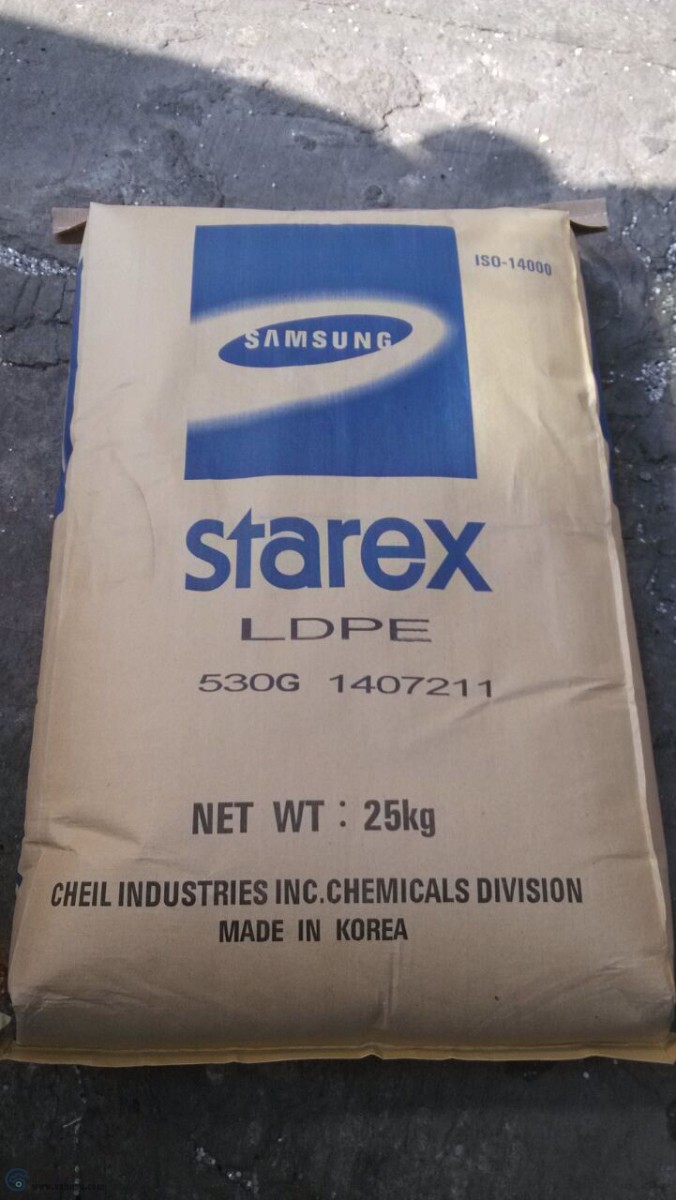 ISO-14000
SAMSUNG
starex
LDPE
530G 1407211
NET WT : 25kg
CHEIL INDUSTRIES INC.CHEMICALS DIVISION
MADE IN KOREA